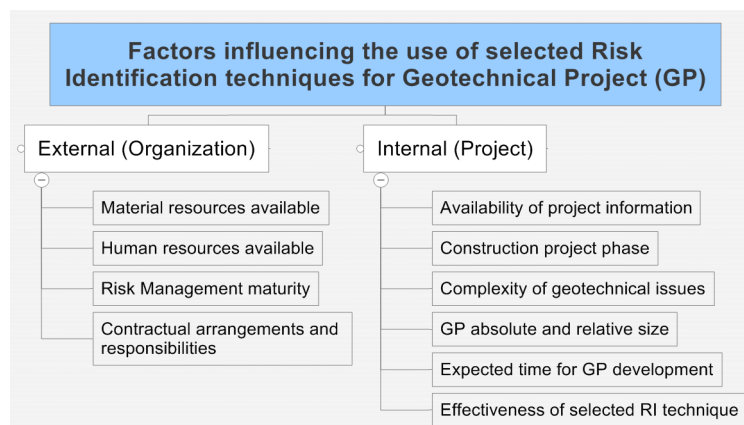 Factors influencing the use of selected Risk
Identification techniques for Geotechnical Project (GP)
External (Organization)
Material resources available
Human resources available
Risk Management maturity
Contractual arrangements and
responsibilities
Internal (Project)
Availability of project information
Construction project phase
Complexity of geotechnical issues
GP absolute and relative size
Expected time for GP development
Effectiveness of selected RI technique